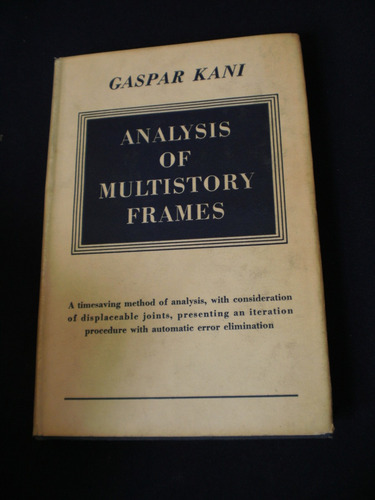 GASPAR KANI
ANALYSIS
OF
MULTISTORY
FRAMES
A timesaving method of analysis, with consideration
of displaceable joints, presenting an iteration
procedure with automatic error elimination